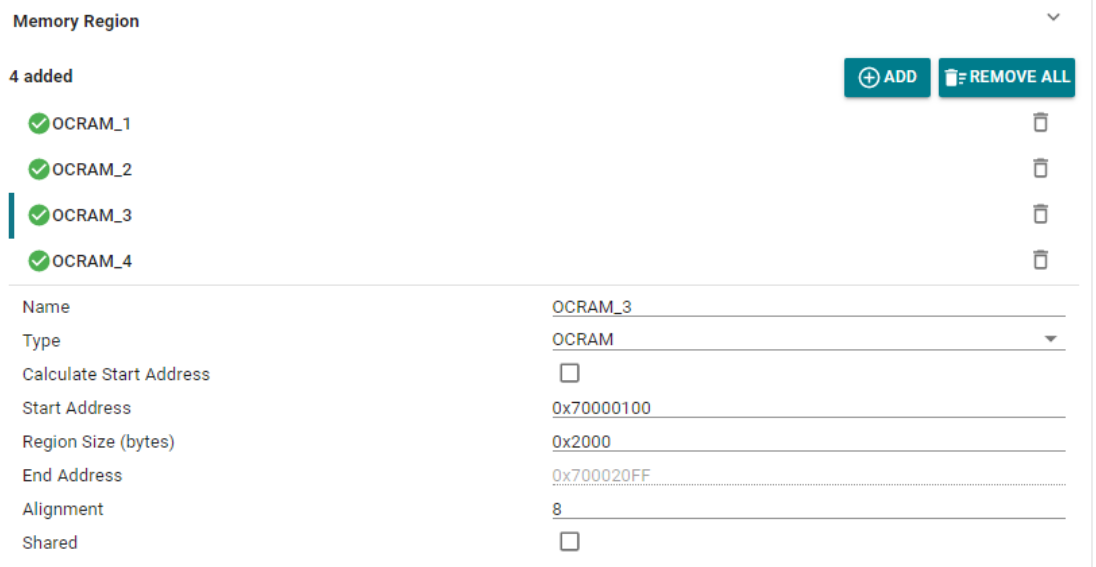 Memory Region
4 added
ADD
REMOVE ALL
OCRAM_1
OCRAM_2
OCRAM_3
OCRAM_4
Name OCRAM_3
Type OCRAM
Calculate Start Address
Start Address 0x70000100
Region Size (bytes) 0x2000
End Address 0x700020FF
Alignment 8
Shared